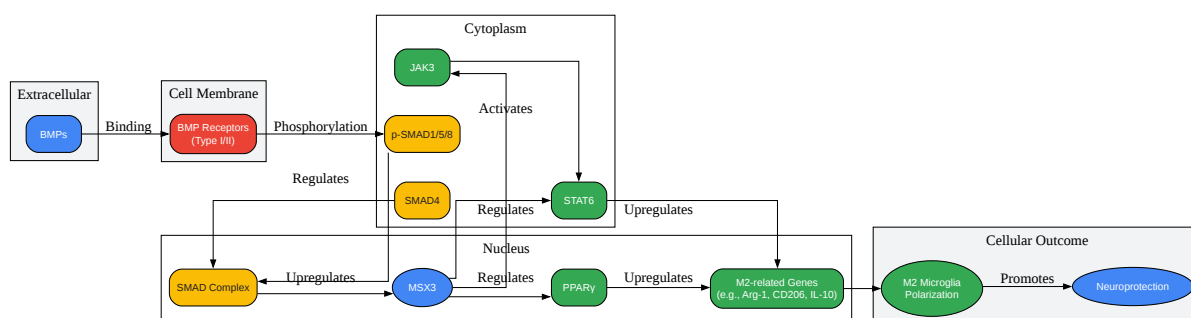 Cytoplasm
JAK3
Extracellular
Cell Membrane
Activates
BMPs
Binding
BMP Receptors
(Type I/II)
Phosphorylation
p-SMAD1/5/8
Regulates
SMAD4
Regulates
STAT6
Upregulates
Nucleus
Cellular Outcome
SMAD Complex
Upregulates
MSX3
Regulates
PPARγ
Upregulates
M2-related Genes
(e.g., Arg-1, CD206, IL-10)
M2 Microglia
Polarization
Promotes
Neuroprotection